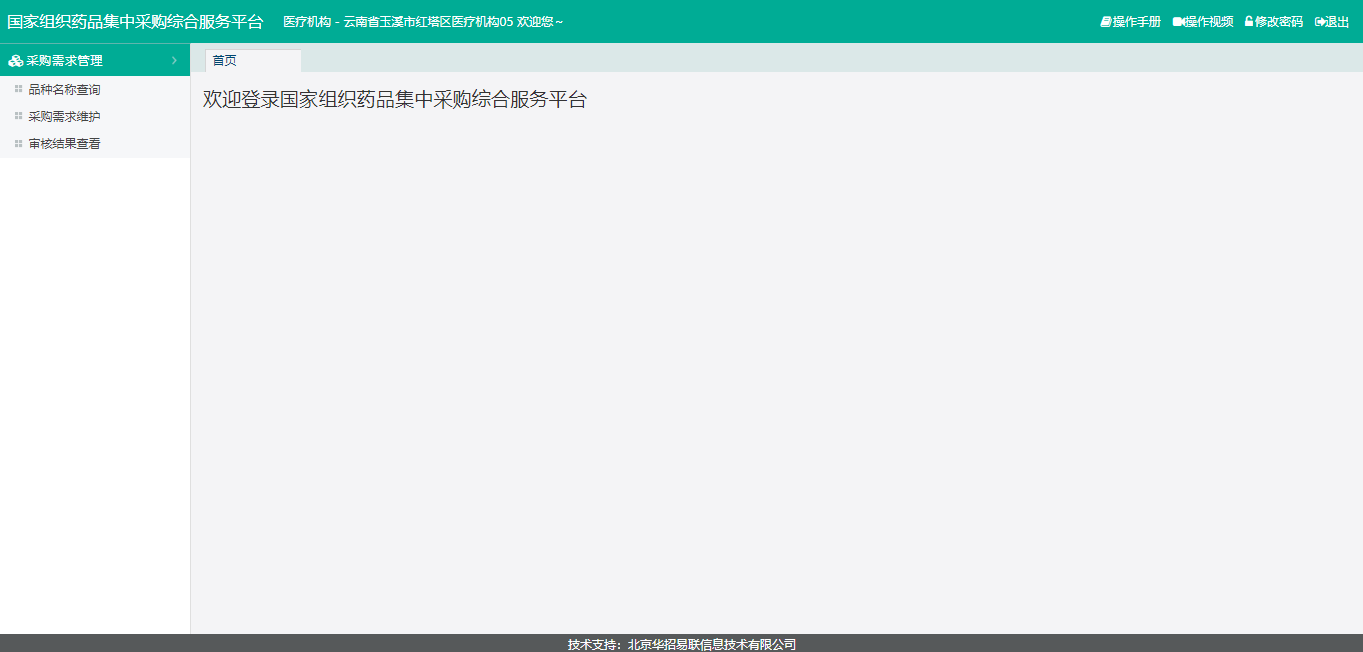 国家组织药品集中采购综合服务平台 医疗机构 - 云南省玉溪市红塔区医疗机构05 欢迎您~ 操作手册 操作视频 修改密码 退出
采购需求管理 首页
品种名称查询
采购需求维护
审核结果查看
欢迎登录国家组织药品集中采购综合服务平台
技术支持：北京华招易联信息技术有限公司